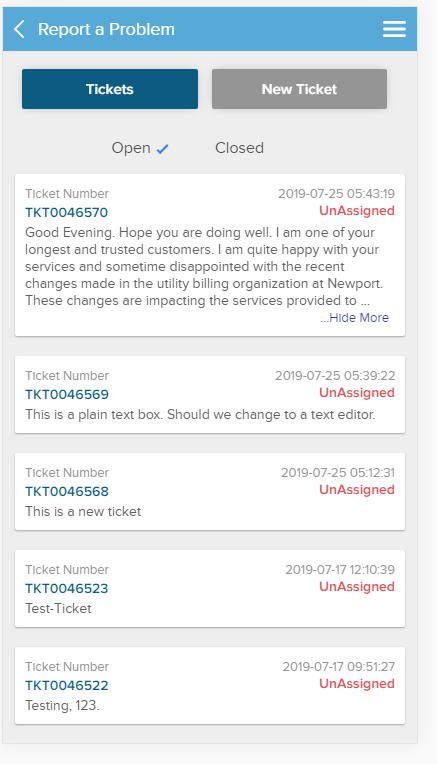 Report a Problem
Tickets
New Ticket
Open
Closed
Ticket Number
2019-07-25 05:43:19
TKT0046570
UnAssigned
Good Evening. Hope you are doing well. I am one of your
longest and trusted customers. I am quite happy with your
services and sometime disappointed with the recent
changes made in the utility billing organization at Newport.
These changes are impacting the services provided to ...
...Hide More
Ticket Number
2019-07-25 05:39:22
TKT0046569
UnAssigned
This is a plain text box. Should we change to a text editor.
Ticket Number
2019-07-25 05:12:31
TKT0046568
UnAssigned
This is a new ticket
Ticket Number
2019-07-17 12:10:39
TKT0046523
UnAssigned
Test-Ticket
Ticket Number
2019-07-17 09:51:27
TKT0046522
UnAssigned
Testing, 123.